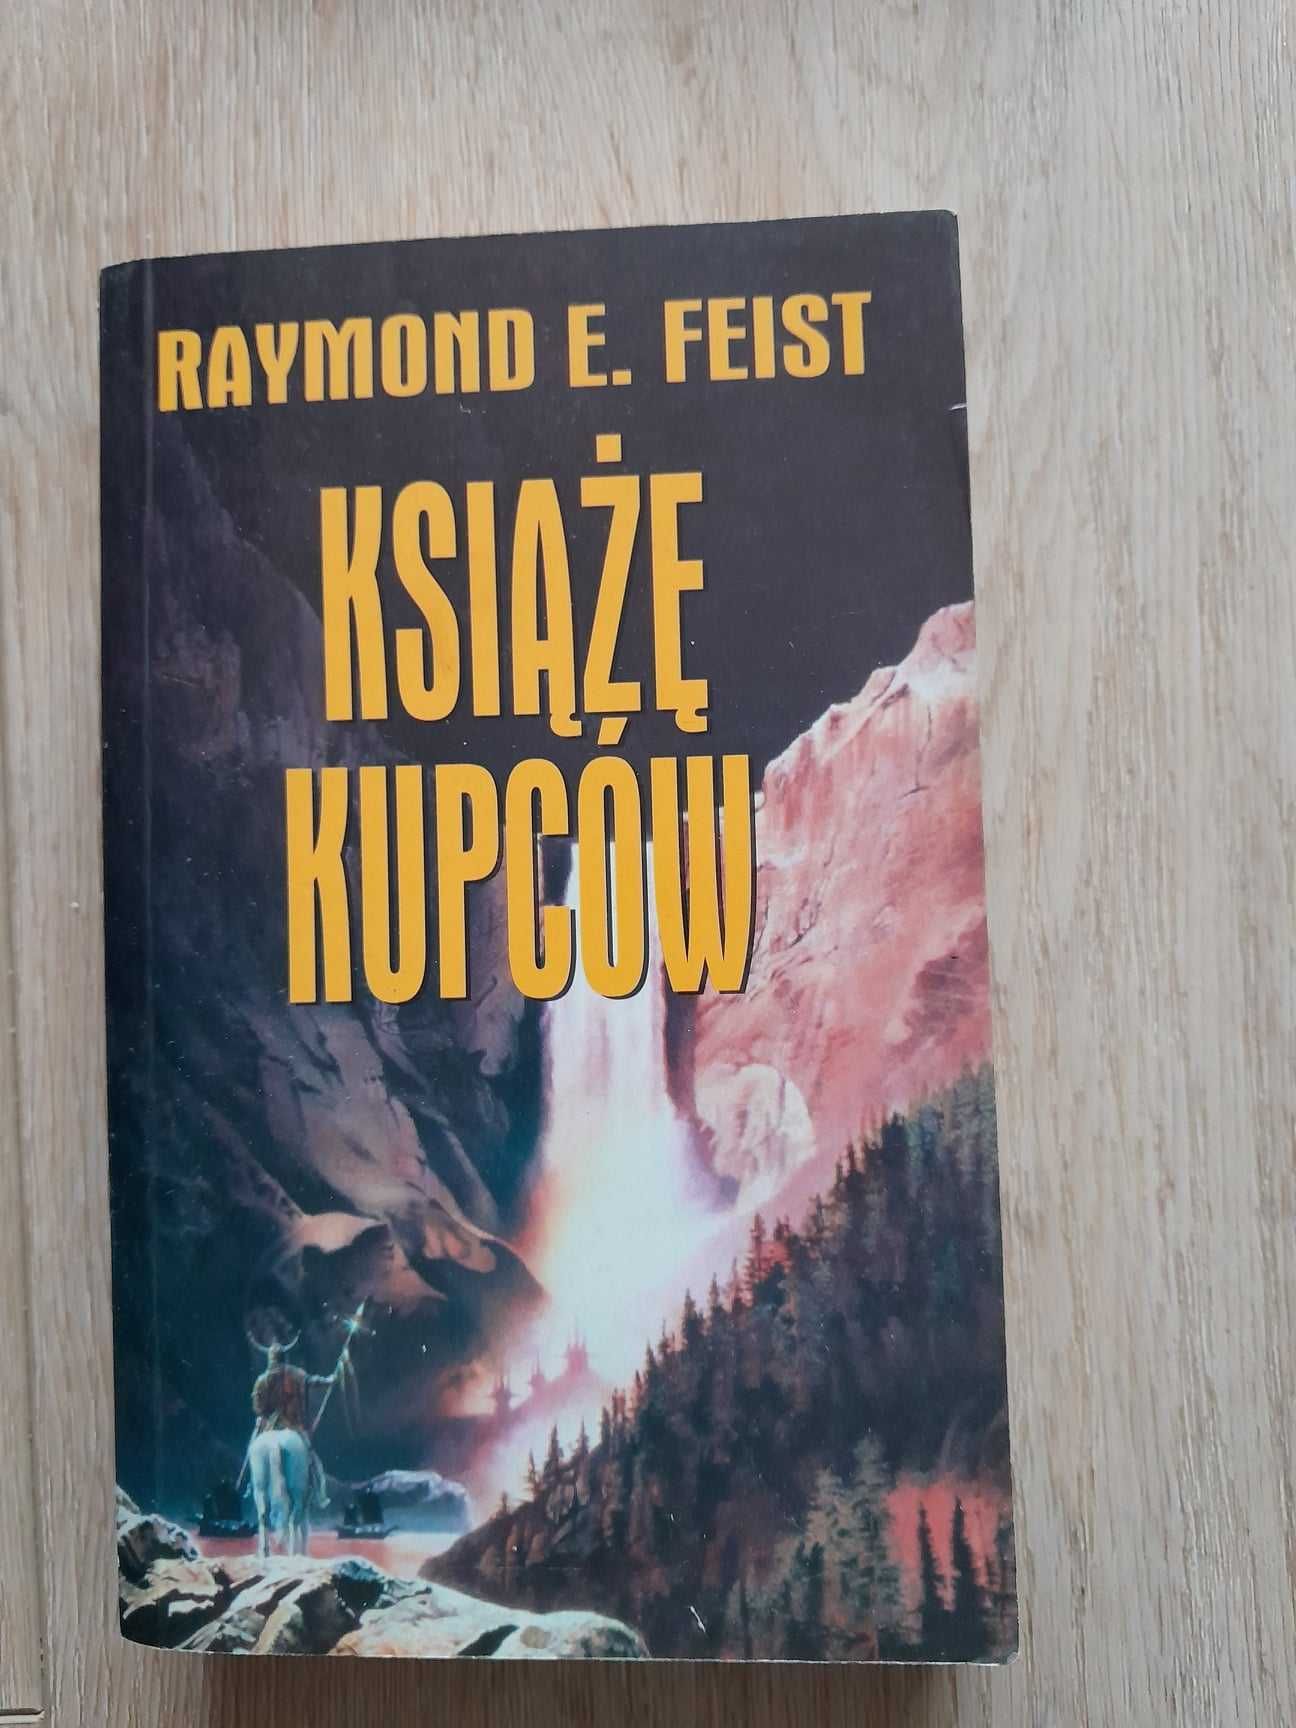 RAYMOND E. FEIST
KSIĄŻĘ
KUPCÓW